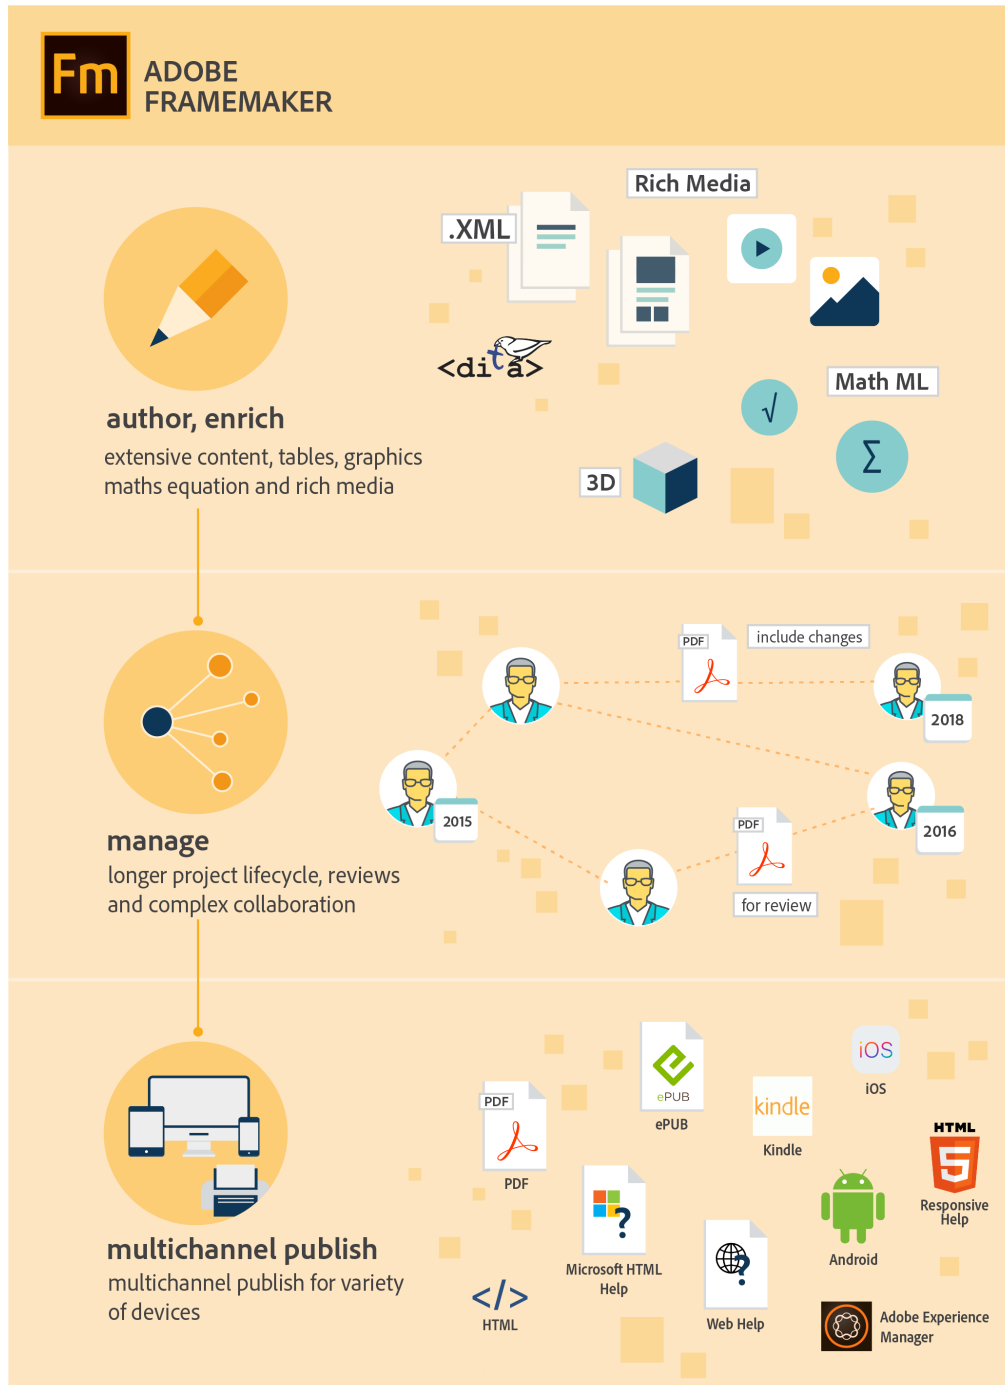 Fm
ADOBE
FRAMEMAKER
Rich Media
.XML
<dita>
Math ML
√
Σ
3D
author, enrich
extensive content, tables, graphics
maths equation and rich media
PDF
include changes
2018
2015
2016
PDF
for review
manage
longer project lifecycle, reviews
and complex collaboration
ePUB
ePUB
iOS
iOS
kindle
Kindle
PDF
PDF
HTML
5
Responsive
Help
?
Microsoft HTML
Help
Android
?
Web Help
</>
HTML
Adobe Experience
Manager
multichannel publish
multichannel publish for variety
of devices